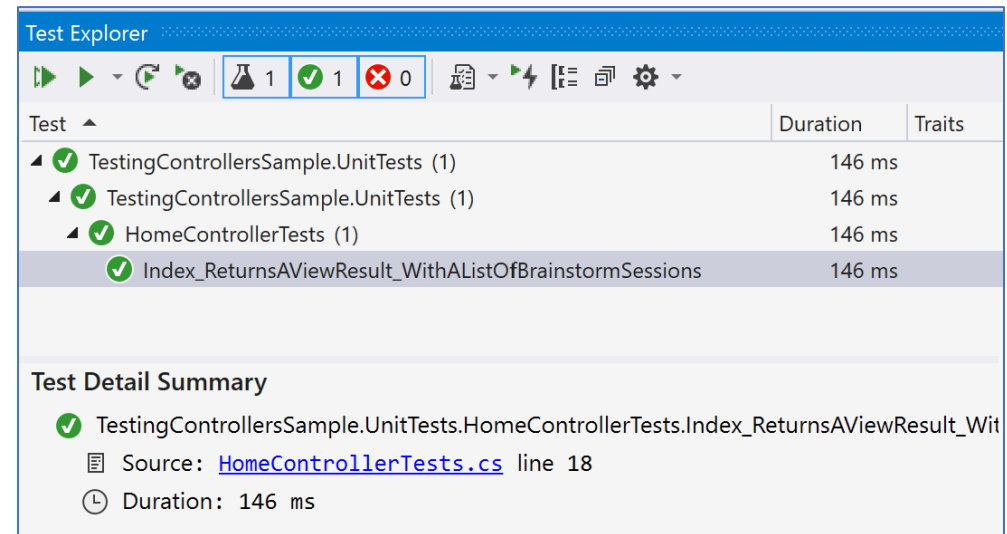 Test Explorer
1 1 0
Test Duration Traits
TestingControllersSample.UnitTests (1) 146 ms
TestingControllersSample.UnitTests (1) 146 ms
HomeControllerTests (1) 146 ms
Index_ReturnsAViewResult_WithAListOfBrainstormSessions 146 ms
Test Detail Summary
TestingControllersSample.UnitTests.HomeControllerTests.Index_ReturnsAViewResult_Wit
Source: HomeControllerTests.cs line 18
Duration: 146 ms